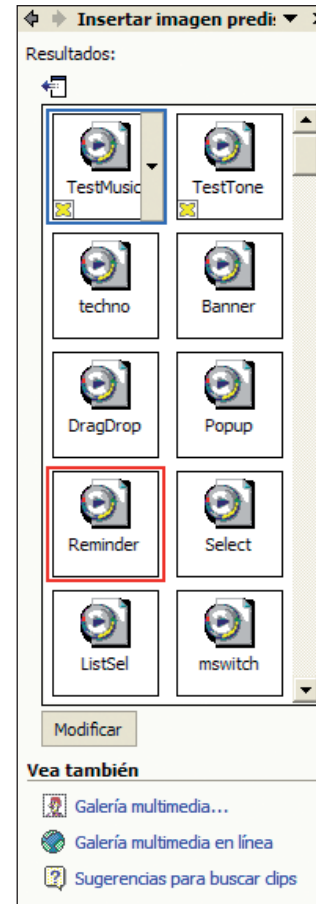 Insertar imagen predi:
Resultados:
TestMusic
TestTone
techno
Banner
DragDrop
Popup
Reminder
Select
ListSel
mswitch
Modificar
Vea también
Galería multimedia...
Galería multimedia en línea
Sugerencias para buscar clips